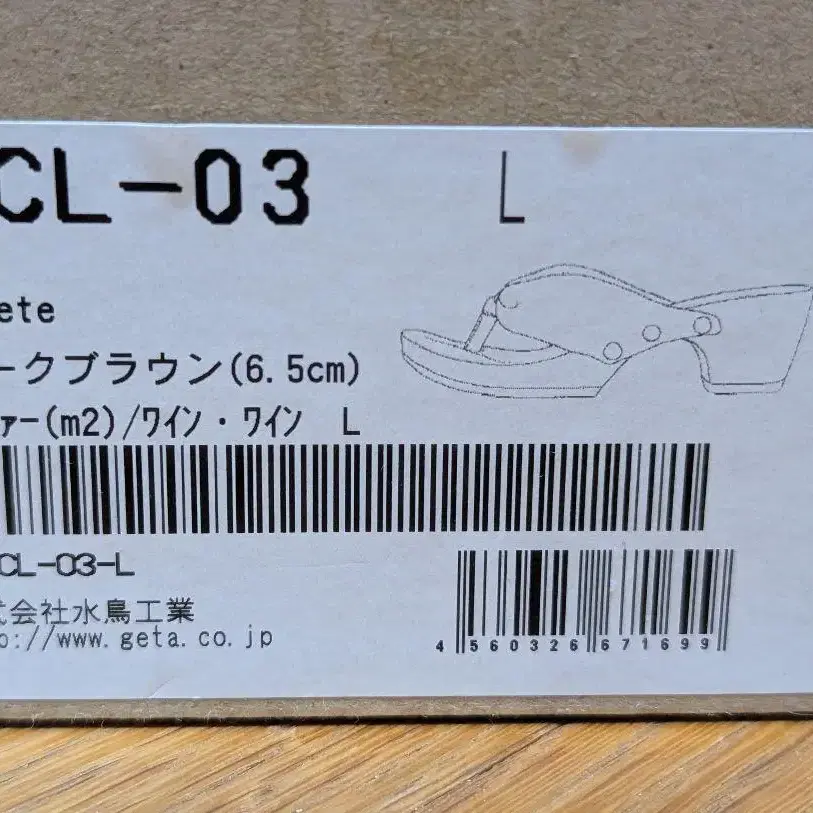 CL-03 L
ete
ークブラウン(6.5cm)
ァー(m2)/ワイン・ワイン L
CL-03-L
式会社水鳥工業
p://www.geta.co.jp
4 560326 671699